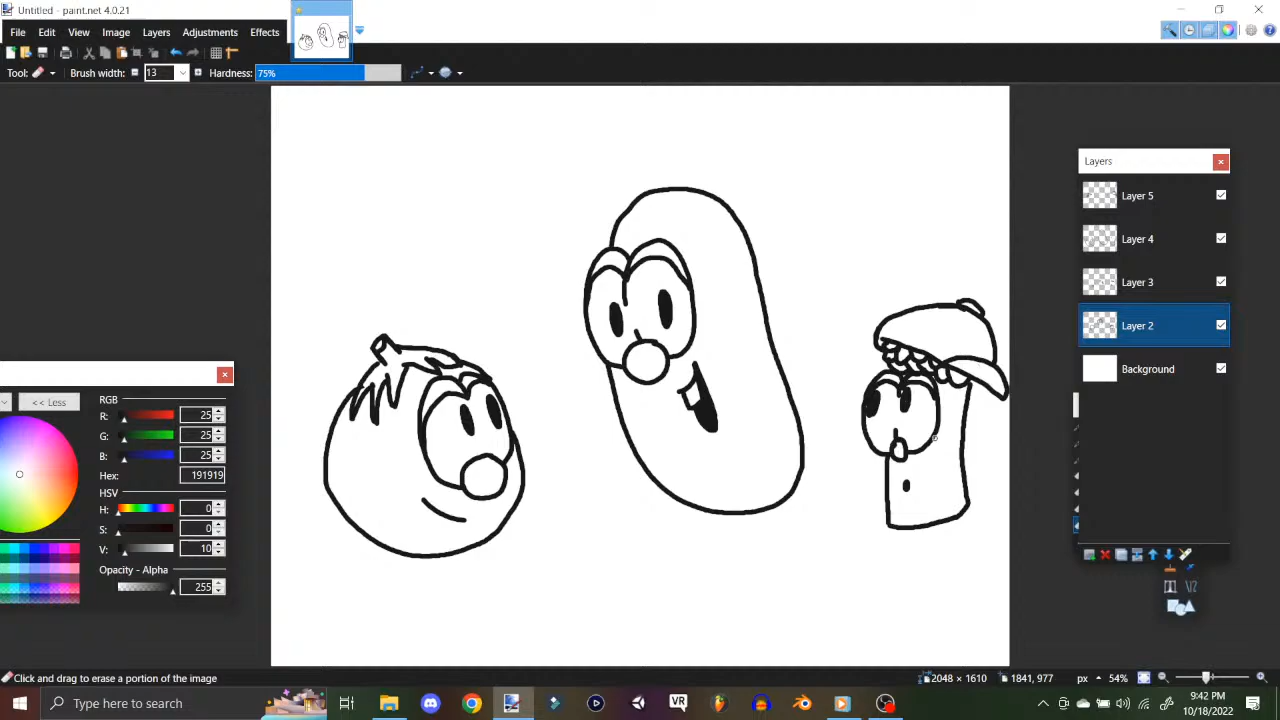 Untitled - paint.net 4.0.21
File Edit View Image Layers Adjustments Effects
Tool: Brush width: 13 Hardness: 75%
Layers
Layer 5
Layer 4
Layer 3
Layer 2
Background
<< Less
RGB
R: 25
G: 25
B: 25
Hex: 191919
HSV
H: 0
S: 0
V: 10
Opacity - Alpha
255
Click and drag to erase a portion of the image
2048 × 1610
1841, 977
px
54%
Type here to search
VR
9:42 PM
10/18/2022